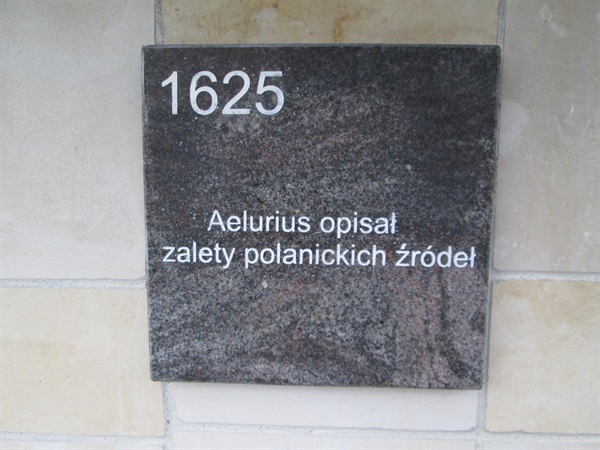 1625
Aelurius opisał
zalety polanickich źródeł